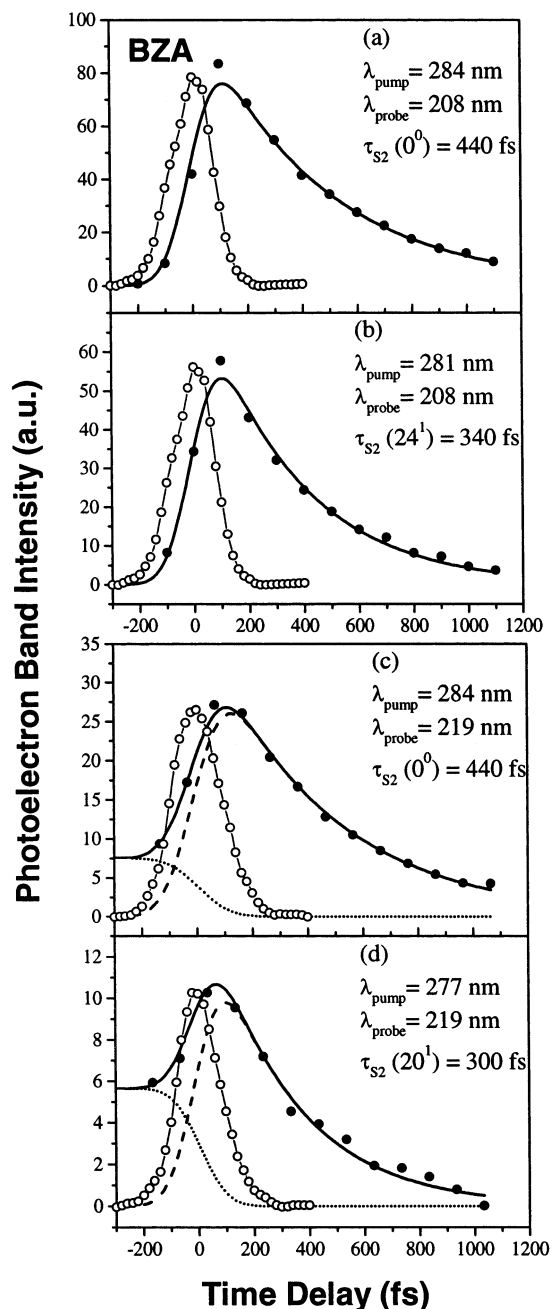 BZA
(a)
λpump= 284 nm
λprobe= 208 nm
τS2 (0⁰) = 440 fs
100
80
60
40
20
0
(b)
λpump= 281 nm
λprobe= 208 nm
τS2 (24¹) = 340 fs
60
50
40
30
20
10
0
-200 0 200 400 600 800 1000 1200
Photoelectron Band Intensity (a.u.)
(c)
λpump= 284 nm
λprobe= 219 nm
τS2 (0⁰) = 440 fs
35
30
25
20
15
10
5
0
(d)
λpump= 277 nm
λprobe= 219 nm
τS2 (20¹) = 300 fs
12
10
8
6
4
2
0
-200 0 200 400 600 800 1000 1200
Time Delay (fs)